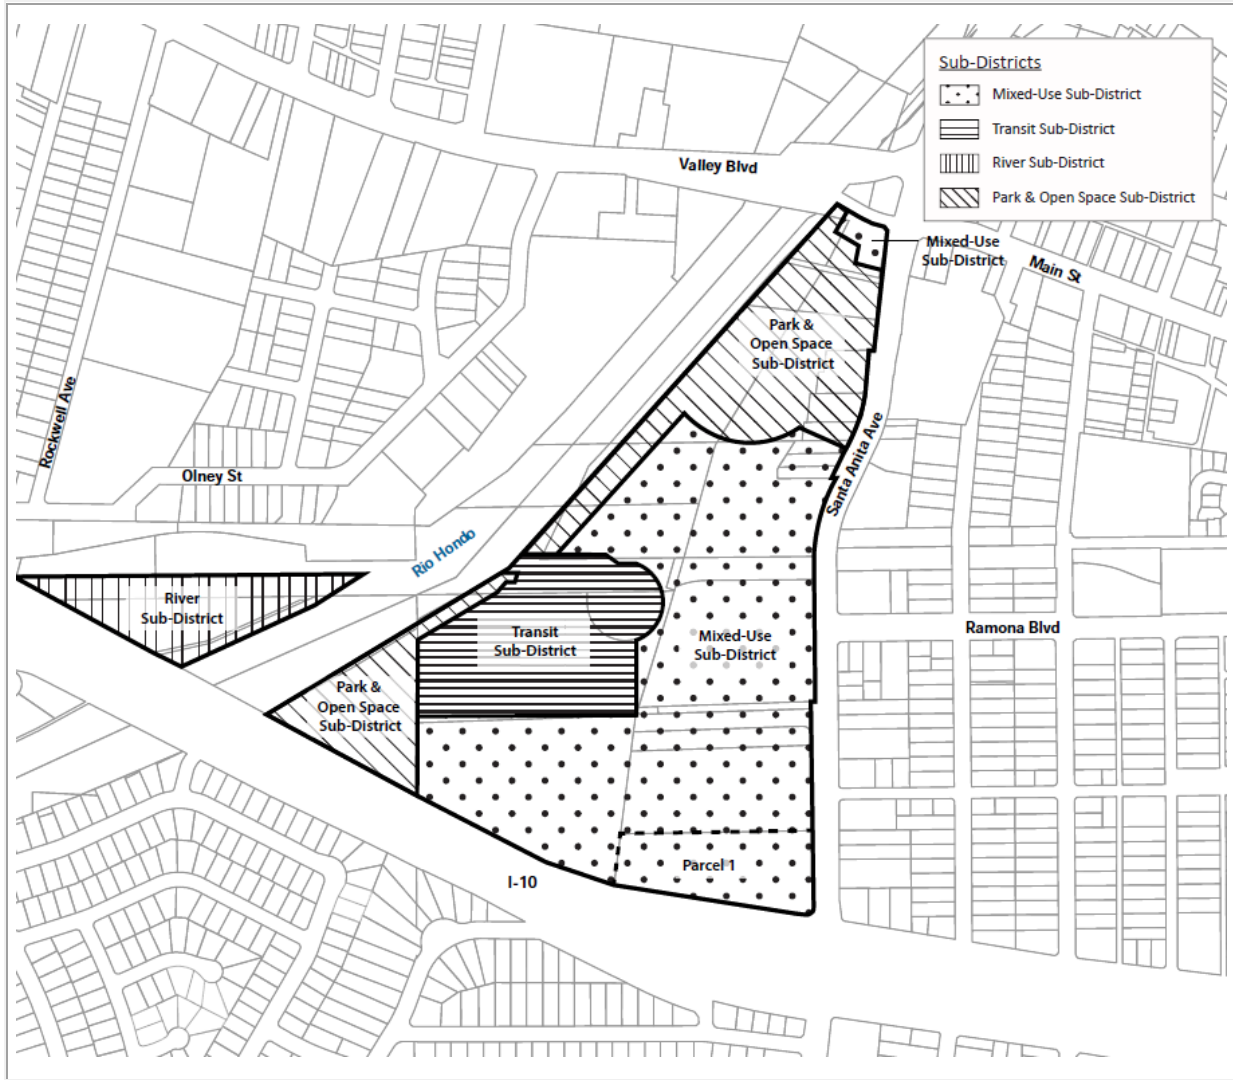 Sub-Districts
Mixed-Use Sub-District
Transit Sub-District
River Sub-District
Park & Open Space Sub-District
Valley Blvd
Mixed-Use
Sub-District
Main St
Park &
Open Space
Sub-District
Rockwell Ave
Olney St
Santa Anita Ave
Rio Hondo
River
Sub-District
Transit
Sub-District
Mixed-Use
Sub-District
Ramona Blvd
Park &
Open Space
Sub-District
Parcel 1
I-10